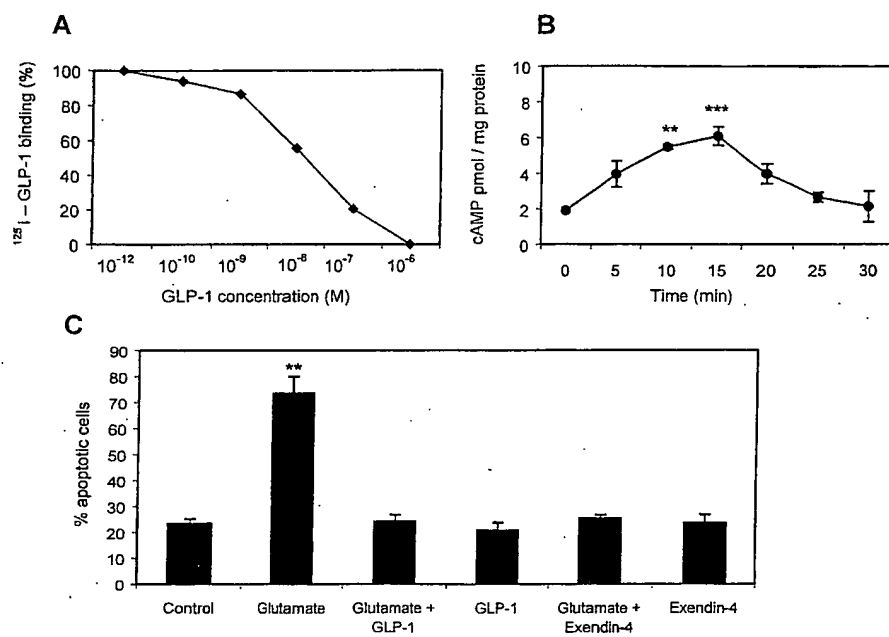 A
B
¹²⁵I – GLP-1 binding (%)
100
80
60
40
20
0
10⁻¹² 10⁻¹⁰ 10⁻⁹ 10⁻⁸ 10⁻⁷ 10⁻⁶
GLP-1 concentration (M)
cAMP pmol / mg protein
10
8
6
4
2
0
** ***
0 5 10 15 20 25 30
Time (min)
C
% apoptotic cells
90
80
70
60
50
40
30
20
10
0
**
Control Glutamate Glutamate + GLP-1 Glutamate + Exendin-4
GLP-1 Exendin-4